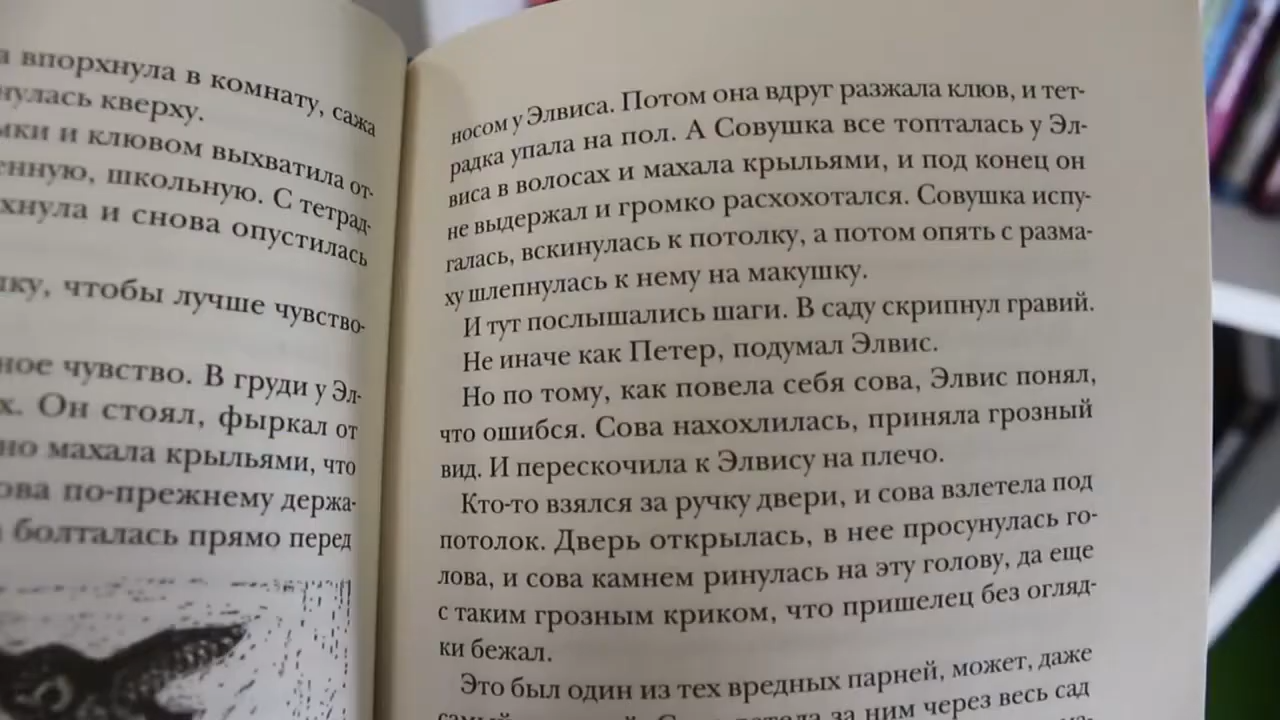 а впорхнула в комнату, сажа
нулась кверху.
мки и клювом выхватила от-
енную, школьную. С тетрад-
хнула и снова опустилась
шку, чтобы лучше чувство-
ное чувство. В груди у Эл-
х. Он стоял, фыркал от
но махала крыльями, что
ова по-прежнему держа-
болталась прямо перед
носом у Элвиса. Потом она вдруг разжала клюв, и тет-
радка упала на пол. А Совушка все топталась у Эл-
виса в волосах и махала крыльями, и под конец он
не выдержал и громко расхохотался. Совушка испу-
галась, вскинулась к потолку, а потом опять с разма-
ху шлепнулась к нему на макушку.
И тут послышались шаги. В саду скрипнул гравий.
Не иначе как Петер, подумал Элвис.
Но по тому, как повела себя сова, Элвис понял,
что ошибся. Сова нахохлилась, приняла грозный
вид. И перескочила к Элвису на плечо.
Кто-то взялся за ручку двери, и сова взлетела под
потолок. Дверь открылась, в нее просунулась го-
лова, и сова камнем ринулась на эту голову, да еще
с таким грозным криком, что пришелец без огляд-
ки бежал.
Это был один из тех вредных парней, может, даже
за ним через весь сад